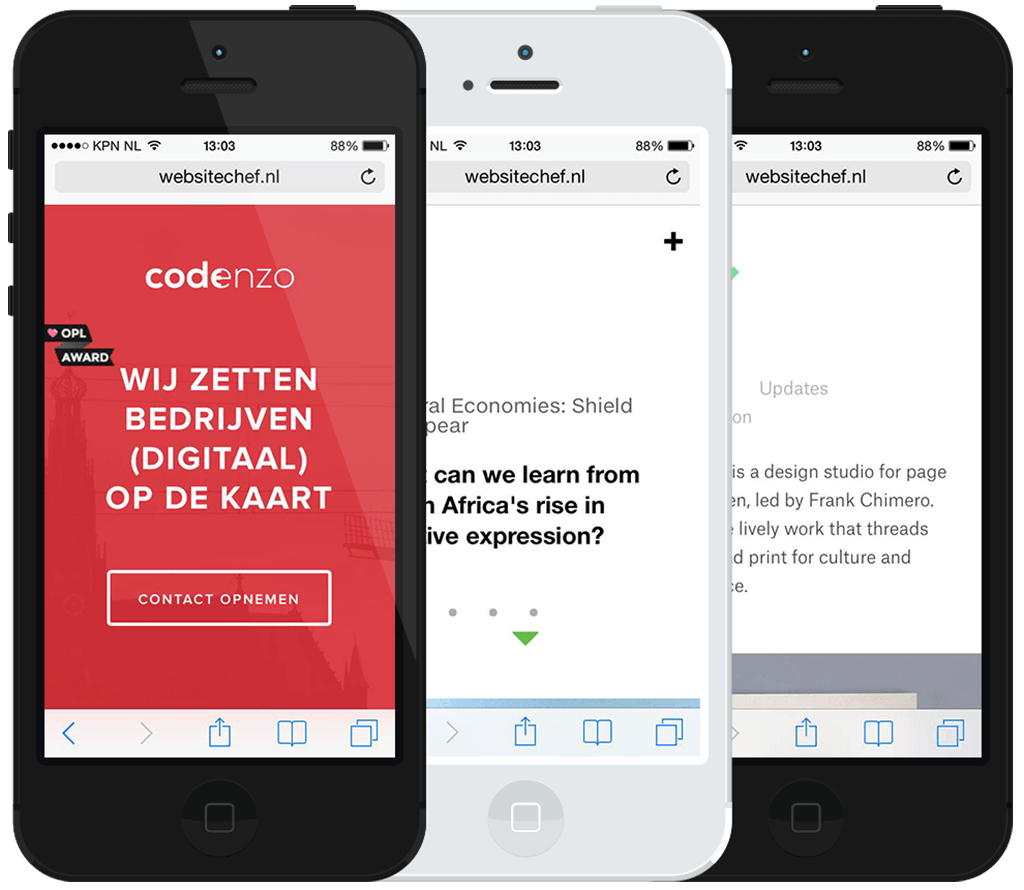 KPN NL 13:03 88%
websitechef.nl
codenzo
OPL
AWARD
WIJ ZETTEN
BEDRIJVEN
(DIGITAAL)
OP DE KAART
CONTACT OPNEMEN
NL 13:03 88%
websitechef.nl
+
ral Economies: Shield
pear
t can we learn from
n Africa's rise in
ive expression?
13:03 88%
websitechef.nl
Updates
on
is a design studio for page
en, led by Frank Chimero.
e lively work that threads
d print for culture and
ce.